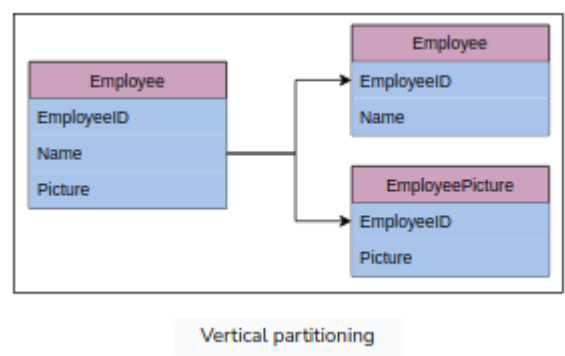 Employee
EmployeeID
Name
Picture
Employee
EmployeeID
Name
EmployeePicture
EmployeeID
Picture
Vertical partitioning